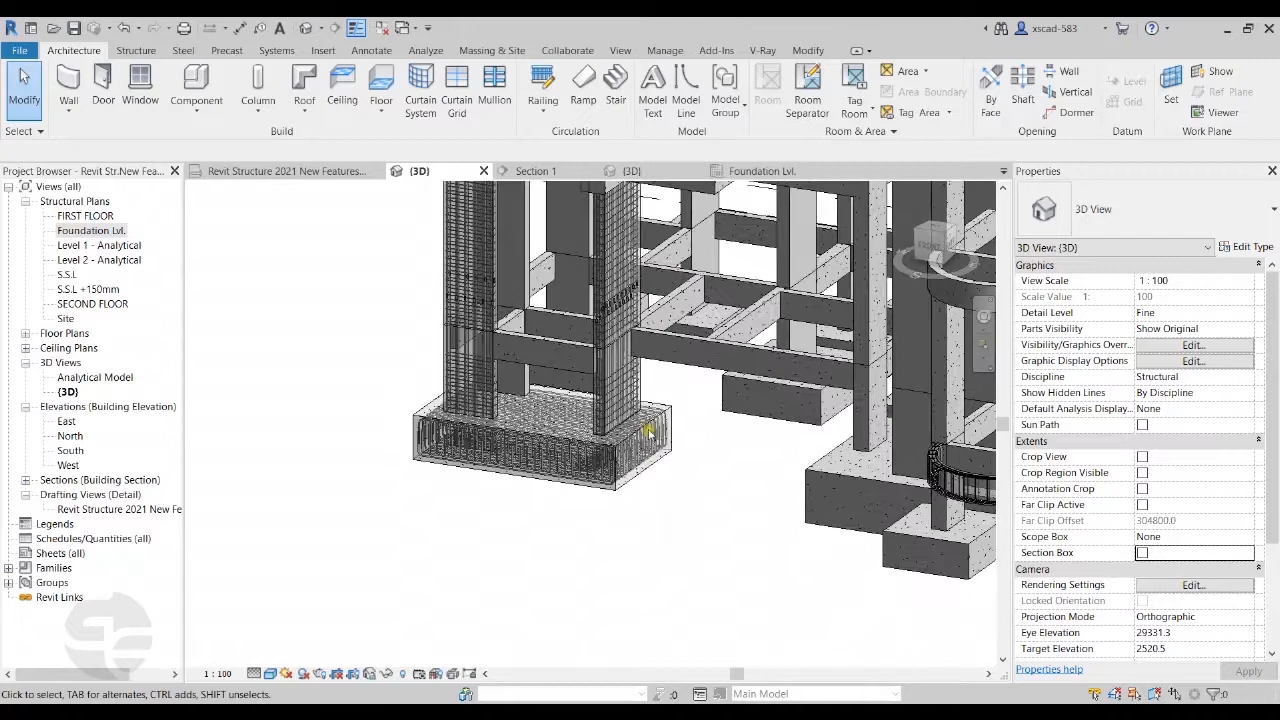 xscad-583
File Architecture Structure Steel Precast Systems Insert Annotate Analyze Massing & Site Collaborate View Manage Add-Ins V-Ray Modify
Modify Wall Door Window Component Column Roof Ceiling Floor Curtain System Curtain Grid Mullion Railing Ramp Stair Model Text Model Line Model Group Room Room Separator Tag Room Area Area Boundary Tag Area By Face Shaft Wall Vertical Dormer Level Grid Set Show Ref Plane Viewer
Select Build Circulation Model Room & Area Opening Datum Work Plane
Project Browser - Revit Str.New Fea...
Views (all)
Structural Plans
FIRST FLOOR
Foundation Lvl.
Level 1 - Analytical
Level 2 - Analytical
S.S.L
S.S.L +150mm
SECOND FLOOR
Site
Floor Plans
Ceiling Plans
3D Views
Analytical Model
{3D}
Elevations (Building Elevation)
East
North
South
West
Sections (Building Section)
Drafting Views (Detail)
Revit Structure 2021 New Fe
Legends
Schedules/Quantities (all)
Sheets (all)
Families
Groups
Revit Links
Revit Structure 2021 New Features... {3D} Section 1 {3D} Foundation Lvl.
Properties
3D View
3D View: {3D} Edit Type
Graphics
View Scale 1 : 100
Scale Value 1: 100
Detail Level Fine
Parts Visibility Show Original
Visibility/Graphics Overr... Edit...
Graphic Display Options Edit...
Discipline Structural
Show Hidden Lines By Discipline
Default Analysis Display... None
Sun Path
Extents
Crop View
Crop Region Visible
Annotation Crop
Far Clip Active
Far Clip Offset 304800.0
Scope Box None
Section Box
Camera
Rendering Settings Edit...
Locked Orientation
Projection Mode Orthographic
Eye Elevation 29331.3
Target Elevation 2520.5
Properties help Apply
1 : 100
Click to select, TAB for alternates, CTRL adds, SHIFT unselects. :0 Main Model :0